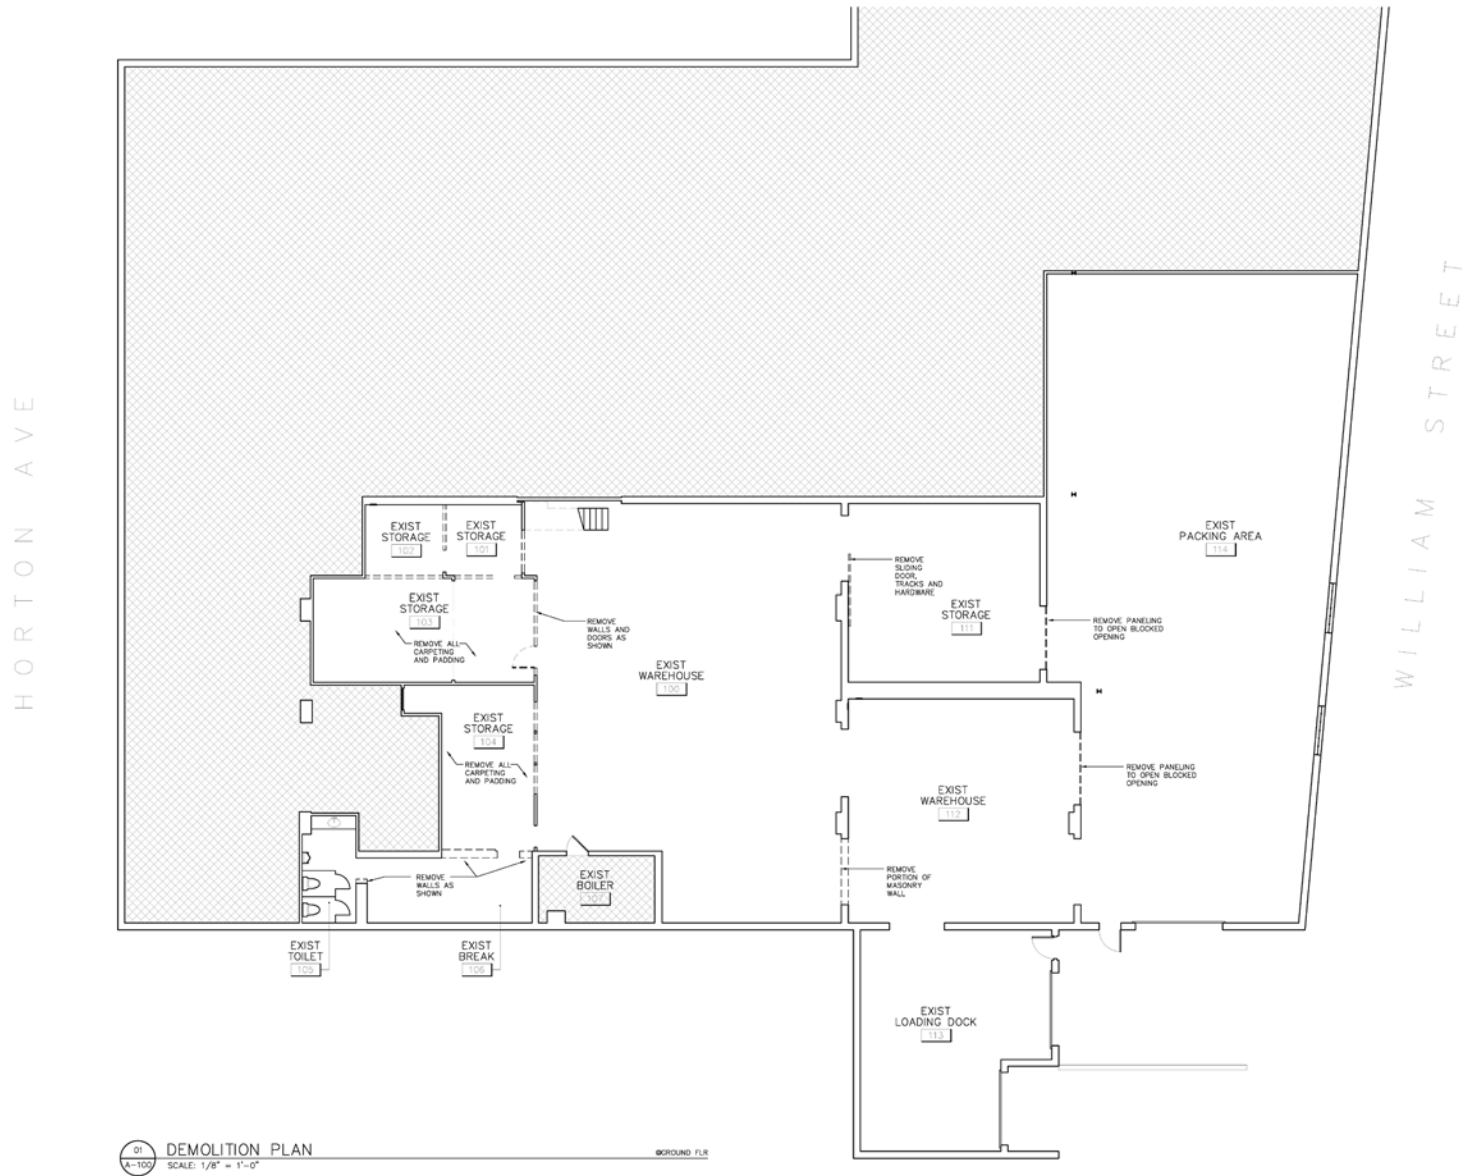 HORTON AVE
WILLIAM STREET
EXIST
STORAGE
102
EXIST
STORAGE
101
EXIST
STORAGE
103
REMOVE ALL
CARPETING
AND PADDING
REMOVE
WALLS AND
DOORS AS
SHOWN
EXIST
WAREHOUSE
100
REMOVE
SLIDING
DOOR,
TRACKS AND
HARDWARE
EXIST
STORAGE
111
REMOVE PANELING
TO OPEN BLOCKED
OPENING
EXIST
PACKING AREA
114
EXIST
STORAGE
104
REMOVE ALL
CARPETING
AND PADDING
REMOVE PANELING
TO OPEN BLOCKED
OPENING
EXIST
WAREHOUSE
112
REMOVE
WALLS AS
SHOWN
EXIST
BOILER
107
REMOVE
PORTION OF
MASONRY
WALL
EXIST
TOILET
105
EXIST
BREAK
106
EXIST
LOADING DOCK
113
01
A-100
DEMOLITION PLAN
SCALE: 1/8" = 1'-0"
@GROUND FLR